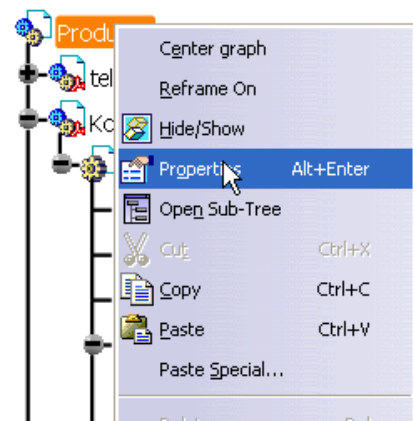 Produ
Center graph
tel
Reframe On
Ko
Hide/Show
Properties Alt+Enter
Open Sub-Tree
Cut Ctrl+X
Copy Ctrl+C
Paste Ctrl+V
Paste Special...